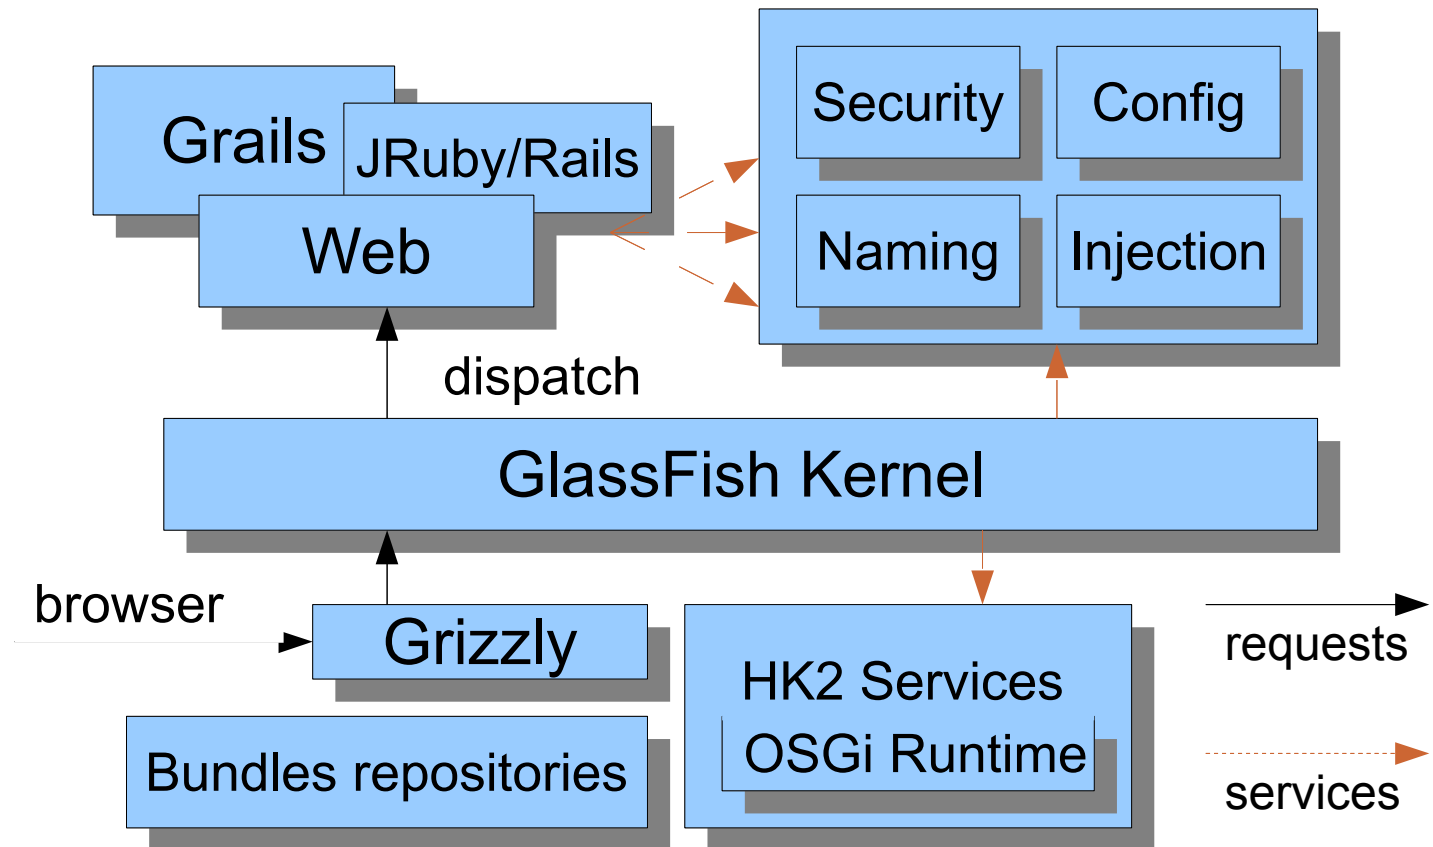 Grails
JRuby/Rails
Web
Security
Config
Naming
Injection
dispatch
GlassFish Kernel
browser
Grizzly
HK2 Services
OSGi Runtime
Bundles repositories
requests
services